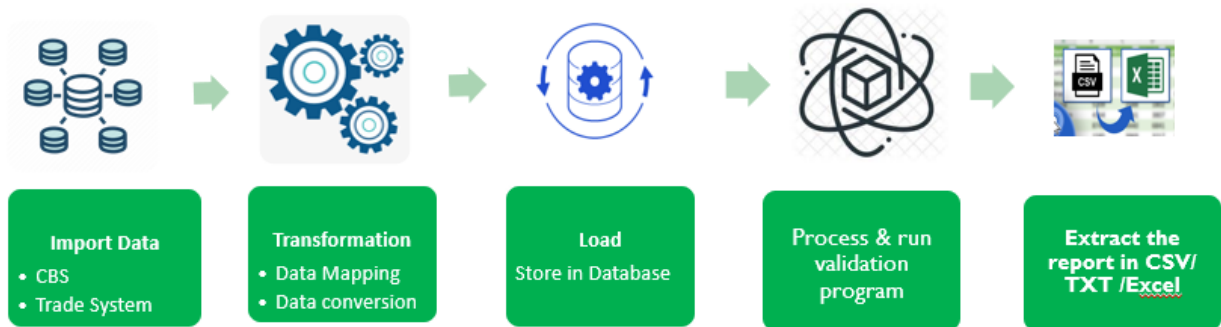 CSV
X
Import Data
• CBS
• Trade System
Transformation
• Data Mapping
• Data conversion
Load
Store in Database
Process & run
validation
program
Extract the
report in CSV/
TXT /Excel